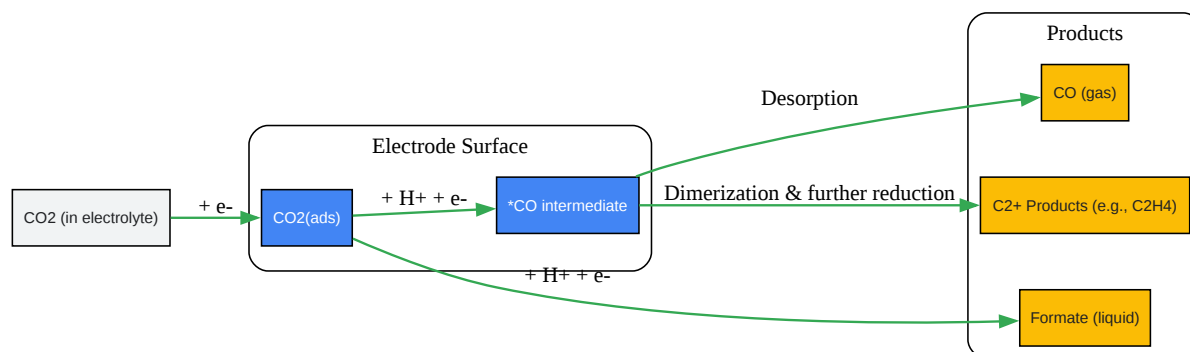 Products
CO (gas)
Desorption
Electrode Surface
CO2 (in electrolyte)
+ e-
CO2(ads)
+ H+ + e-
*CO intermediate
Dimerization & further reduction
C2+ Products (e.g., C2H4)
+ H+ + e-
Formate (liquid)